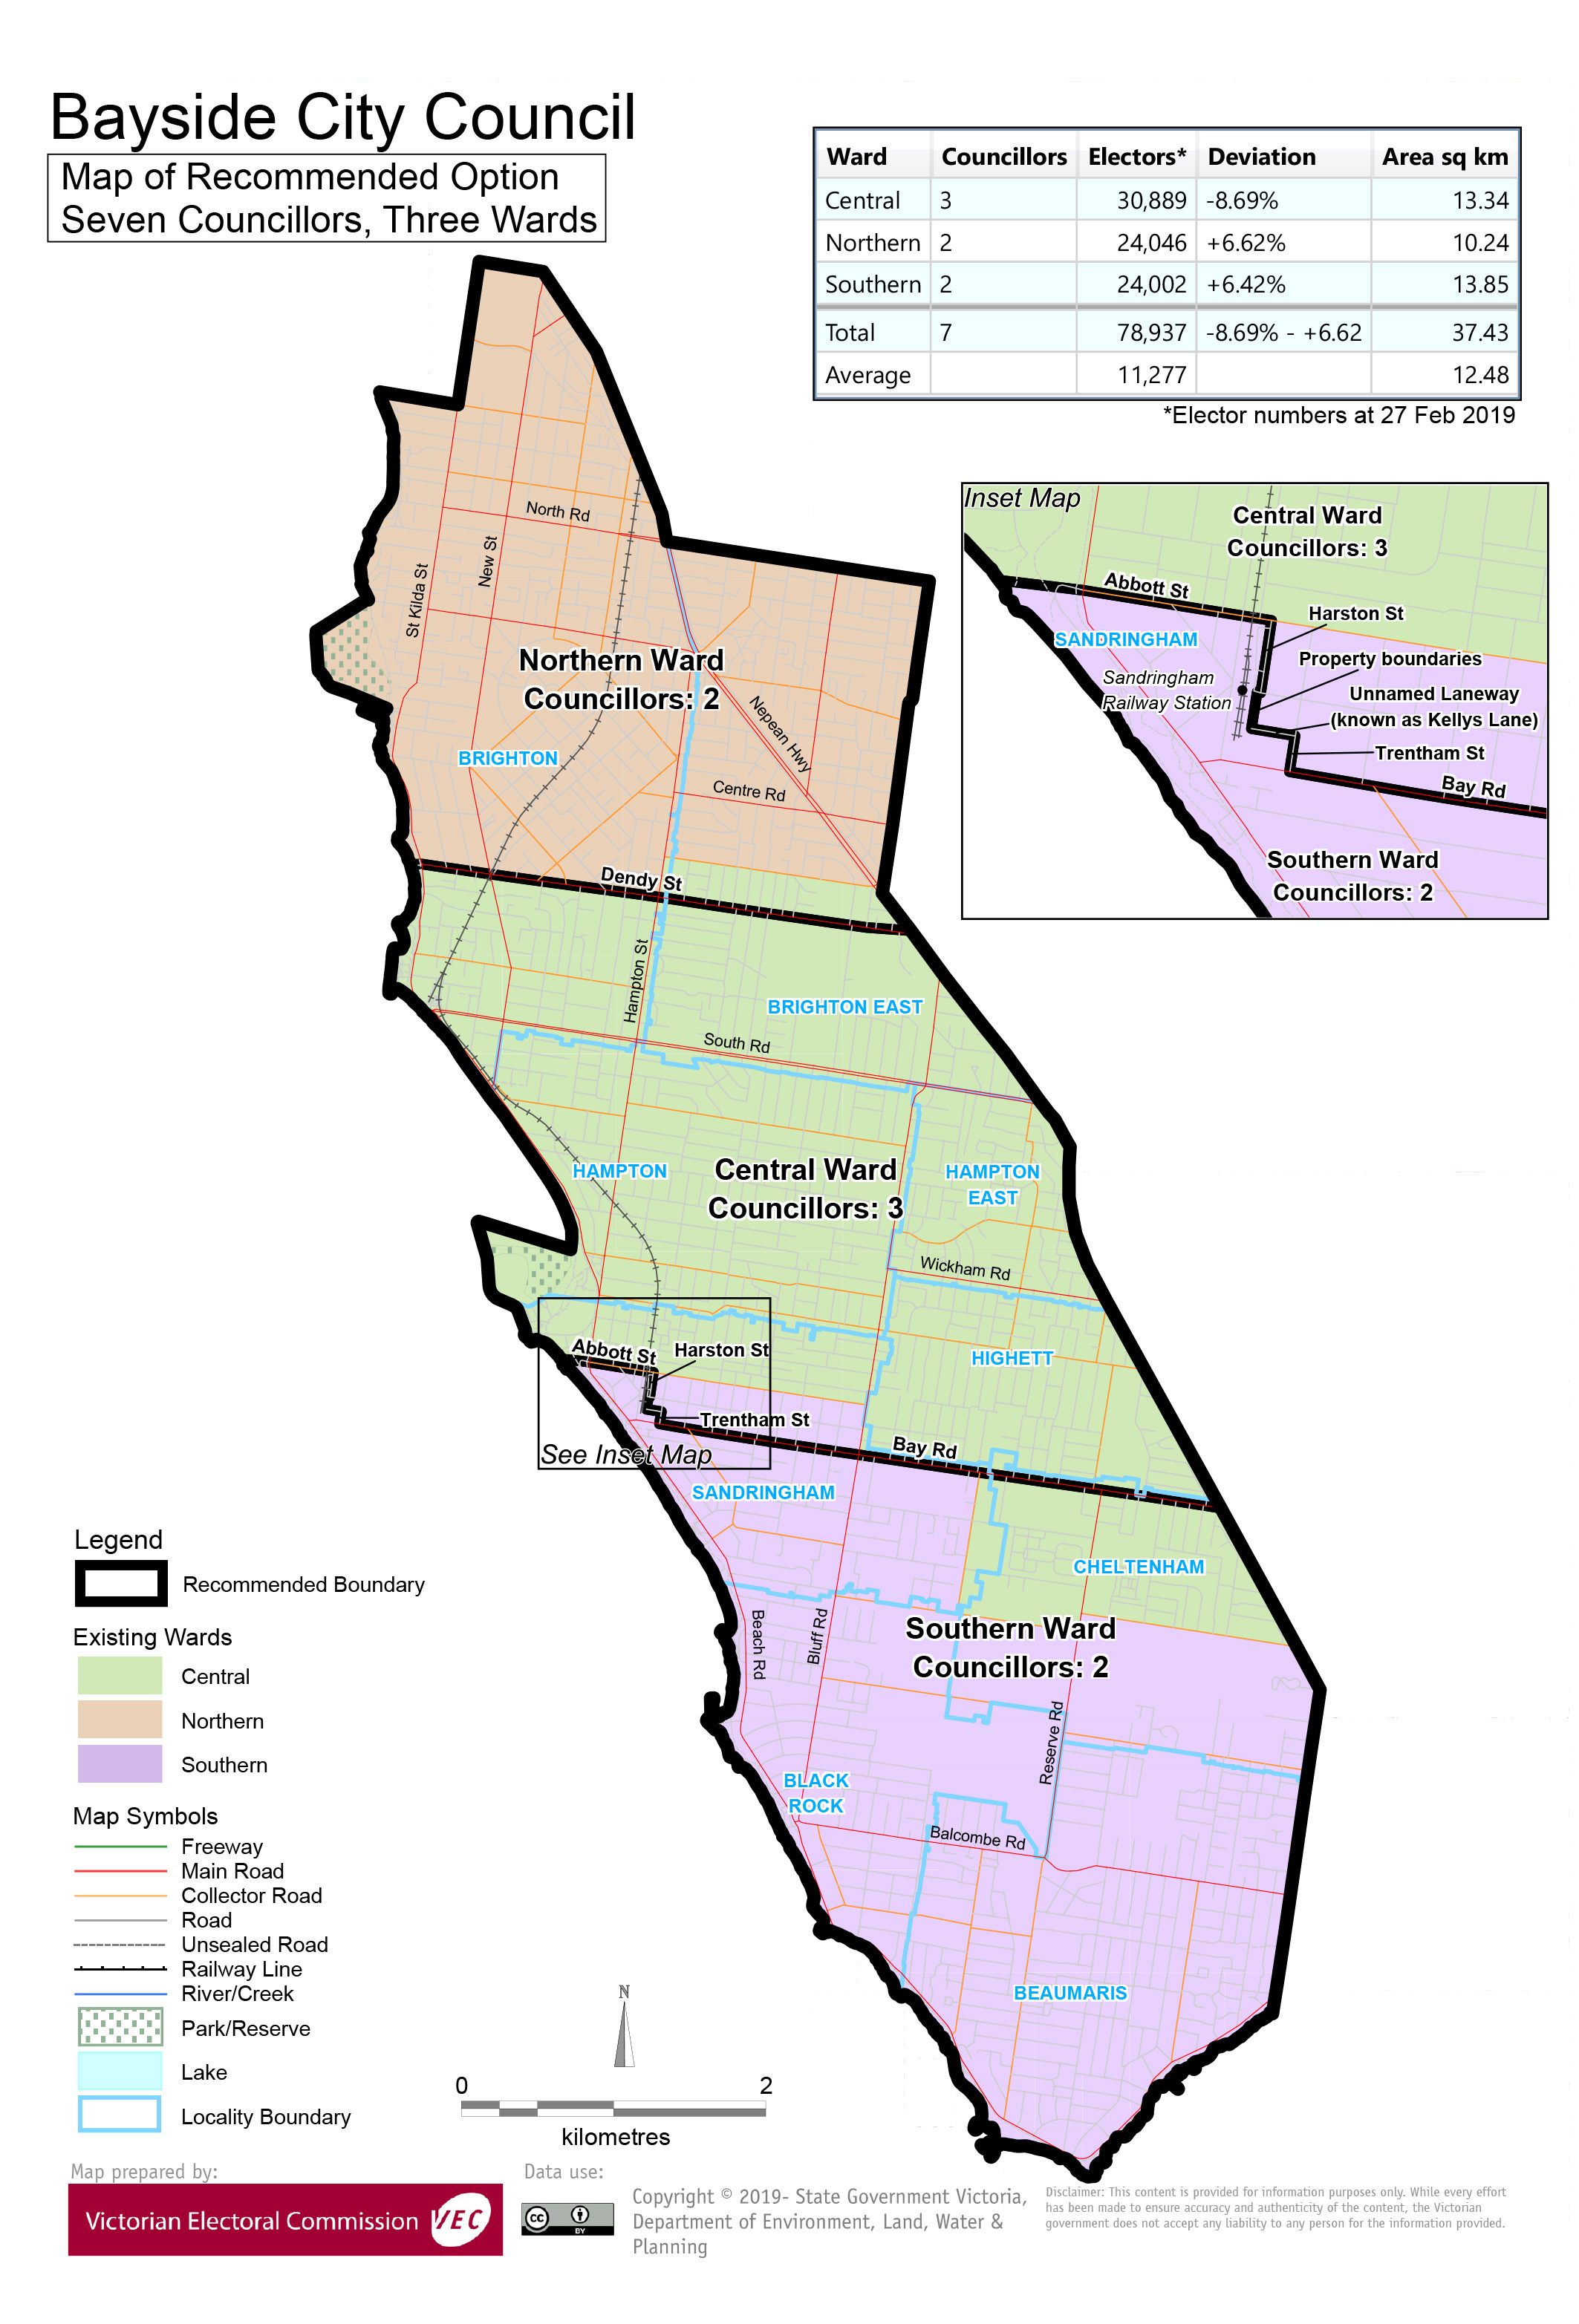 Bayside City Council
Map of Recommended Option
Seven Councillors, Three Wards
Ward Councillors Electors* Deviation Area sq km
Central 3 30,889 -8.69% 13.34
Northern 2 24,046 +6.62% 10.24
Southern 2 24,002 +6.42% 13.85
Total 7 78,937 -8.69% - +6.62 37.43
Average 11,277 12.48
*Elector numbers at 27 Feb 2019
Inset Map
Central Ward
Councillors: 3
Abbott St
Harston St
SANDRINGHAM
Property boundaries
Sandringham
Railway Station
Unnamed Laneway
(known as Kellys Lane)
Trentham St
Bay Rd
Southern Ward
Councillors: 2
North Rd
New St
St Kilda St
Northern Ward
Councillors: 2
Nepean Hwy
BRIGHTON
Centre Rd
Dendy St
Hampton St
BRIGHTON EAST
South Rd
HAMPTON
Central Ward
Councillors: 3
HAMPTON
EAST
Wickham Rd
Abbott St
Harston St
HIGHETT
Trentham St
Bay Rd
See Inset Map
SANDRINGHAM
CHELTENHAM
Southern Ward
Councillors: 2
Beach Rd
Bluff Rd
Reserve Rd
BLACK
ROCK
Balcombe Rd
BEAUMARIS
Legend
Recommended Boundary
Existing Wards
Central
Northern
Southern
Map Symbols
Freeway
Main Road
Collector Road
Road
Unsealed Road
Railway Line
River/Creek
Park/Reserve
Lake
Locality Boundary
N
0 2
kilometres
Map prepared by:
Victorian Electoral Commission VEC
Data use:
cc BY
Copyright © 2019- State Government Victoria,
Department of Environment, Land, Water &
Planning
Disclaimer: This content is provided for information purposes only. While every effort
has been made to ensure accuracy and authenticity of the content, the Victorian
government does not accept any liability to any person for the information provided.